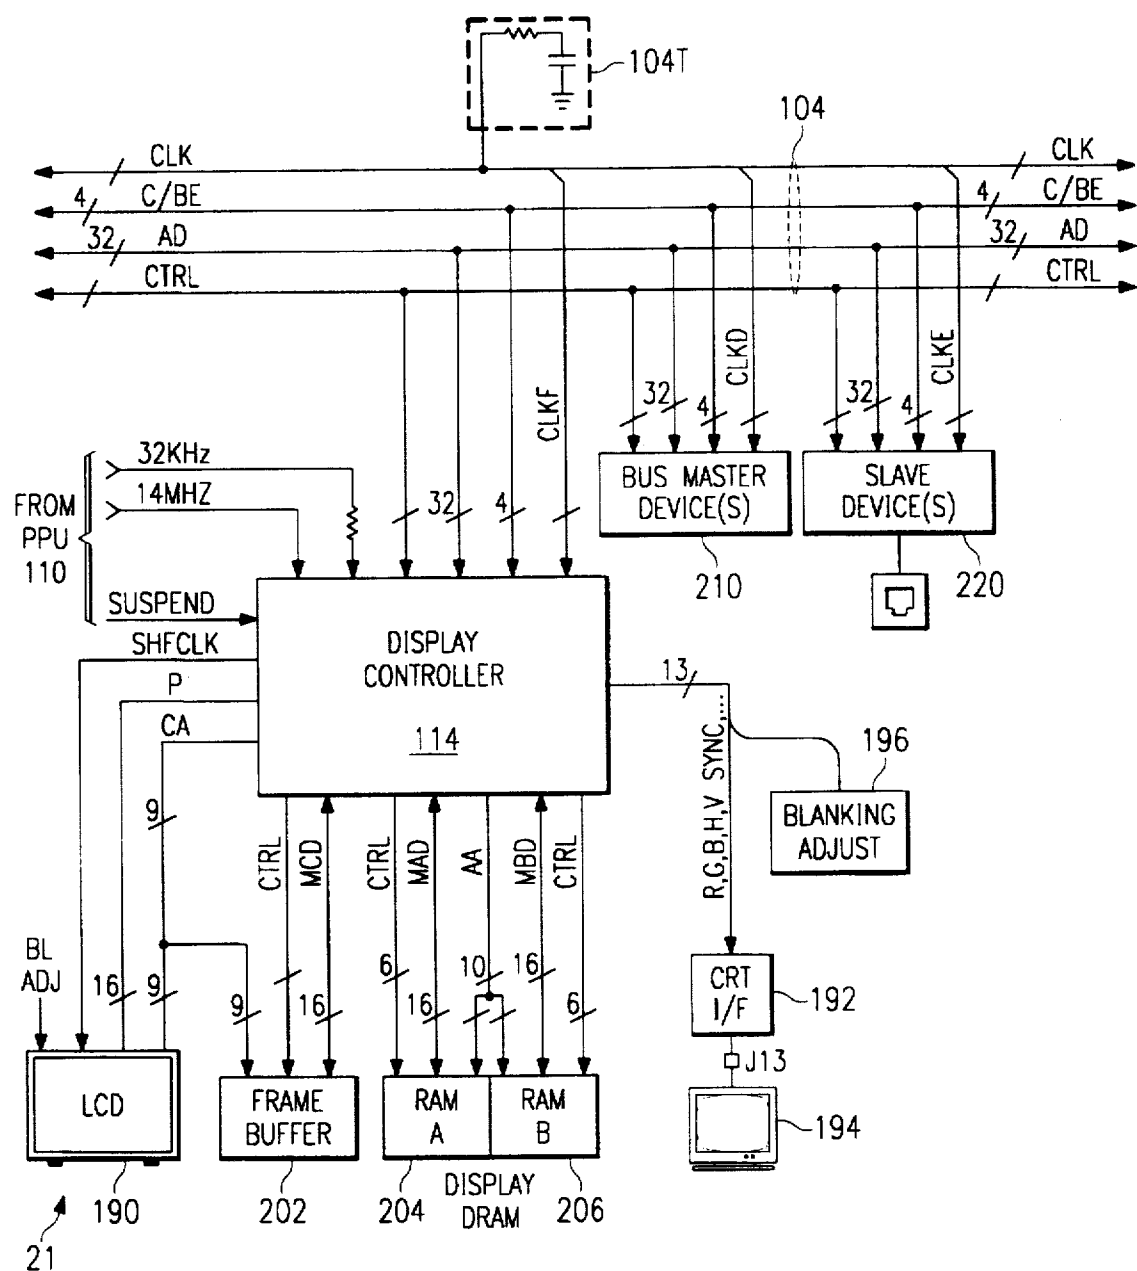 104T
104
CLK
CLK
4
C/BE
4
C/BE
32
AD
32
AD
CTRL
CTRL
CLKF
CLKD
CLKE
32
4
32
4
32KHz
14MHZ
FROM
PPU
110
32
4
BUS MASTER
DEVICE(S)
SLAVE
DEVICE(S)
210
220
SUSPEND
SHFCLK
P
CA
DISPLAY
CONTROLLER
114
13
R,G,B,H,V SYNC,...
196
BLANKING
ADJUST
9
CTRL
MCD
CTRL
MAD
AA
MBD
CTRL
BL
ADJ
16
9
9
16
6
16
10
16
6
CRT
I/F
192
J13
LCD
FRAME
BUFFER
RAM
A
RAM
B
194
190
202
204
DISPLAY
DRAM
206
21